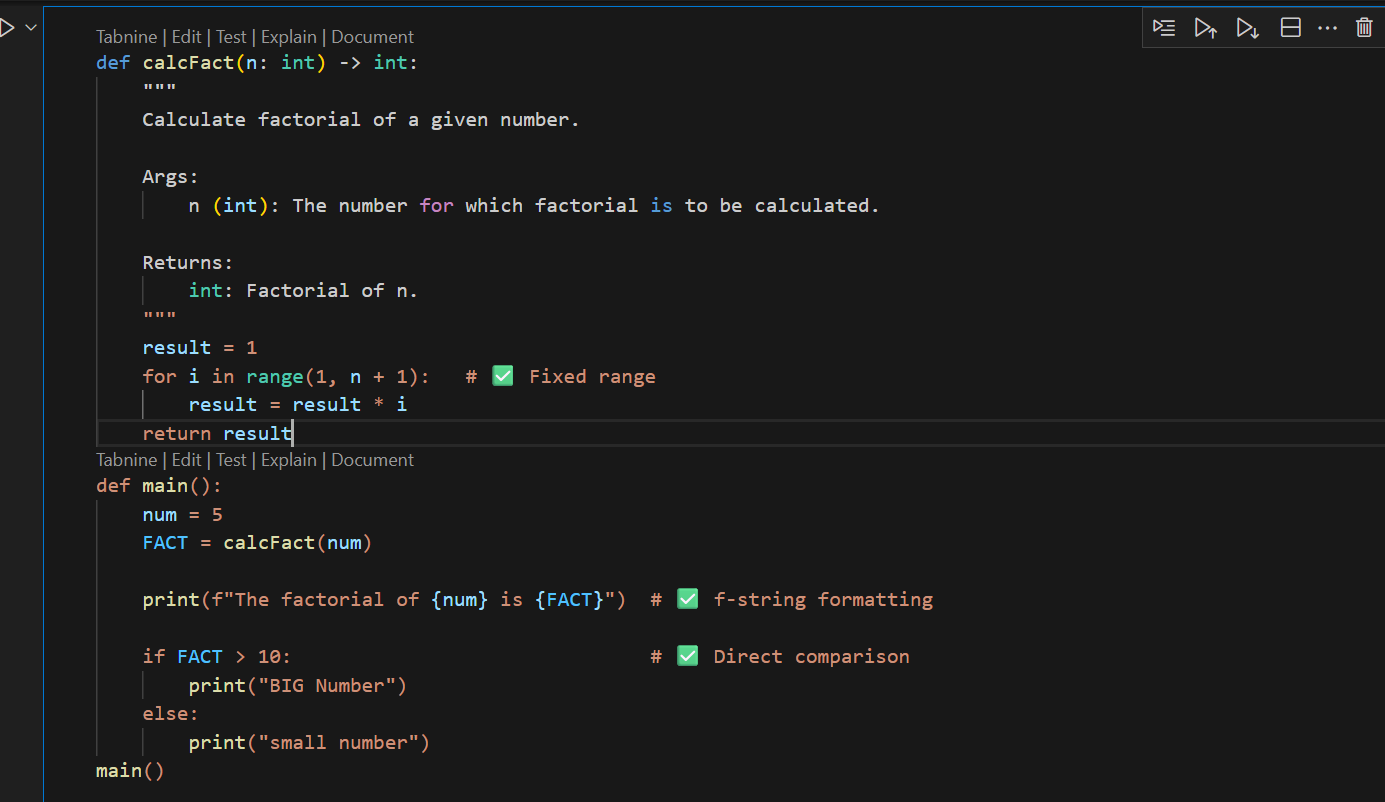 Tabnine | Edit | Test | Explain | Document
def calcFact(n: int) -> int:
    """
    Calculate factorial of a given number.

    Args:
        n (int): The number for which factorial is to be calculated.

    Returns:
        int: Factorial of n.
    """
    result = 1
    for i in range(1, n + 1):   # ✅ Fixed range
        result = result * i
    return result
Tabnine | Edit | Test | Explain | Document
def main():
    num = 5
    FACT = calcFact(num)

    print(f"The factorial of {num} is {FACT}")  # ✅ f-string formatting

    if FACT > 10:                               # ✅ Direct comparison
        print("BIG Number")
    else:
        print("small number")
main()